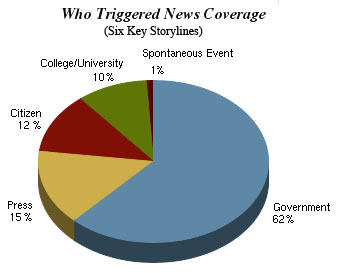 Who Triggered News Coverage
(Six Key Storylines)
Spontaneous Event
1%
College/University
10%
Citizen
12 %
Press
15 %
Government
62%